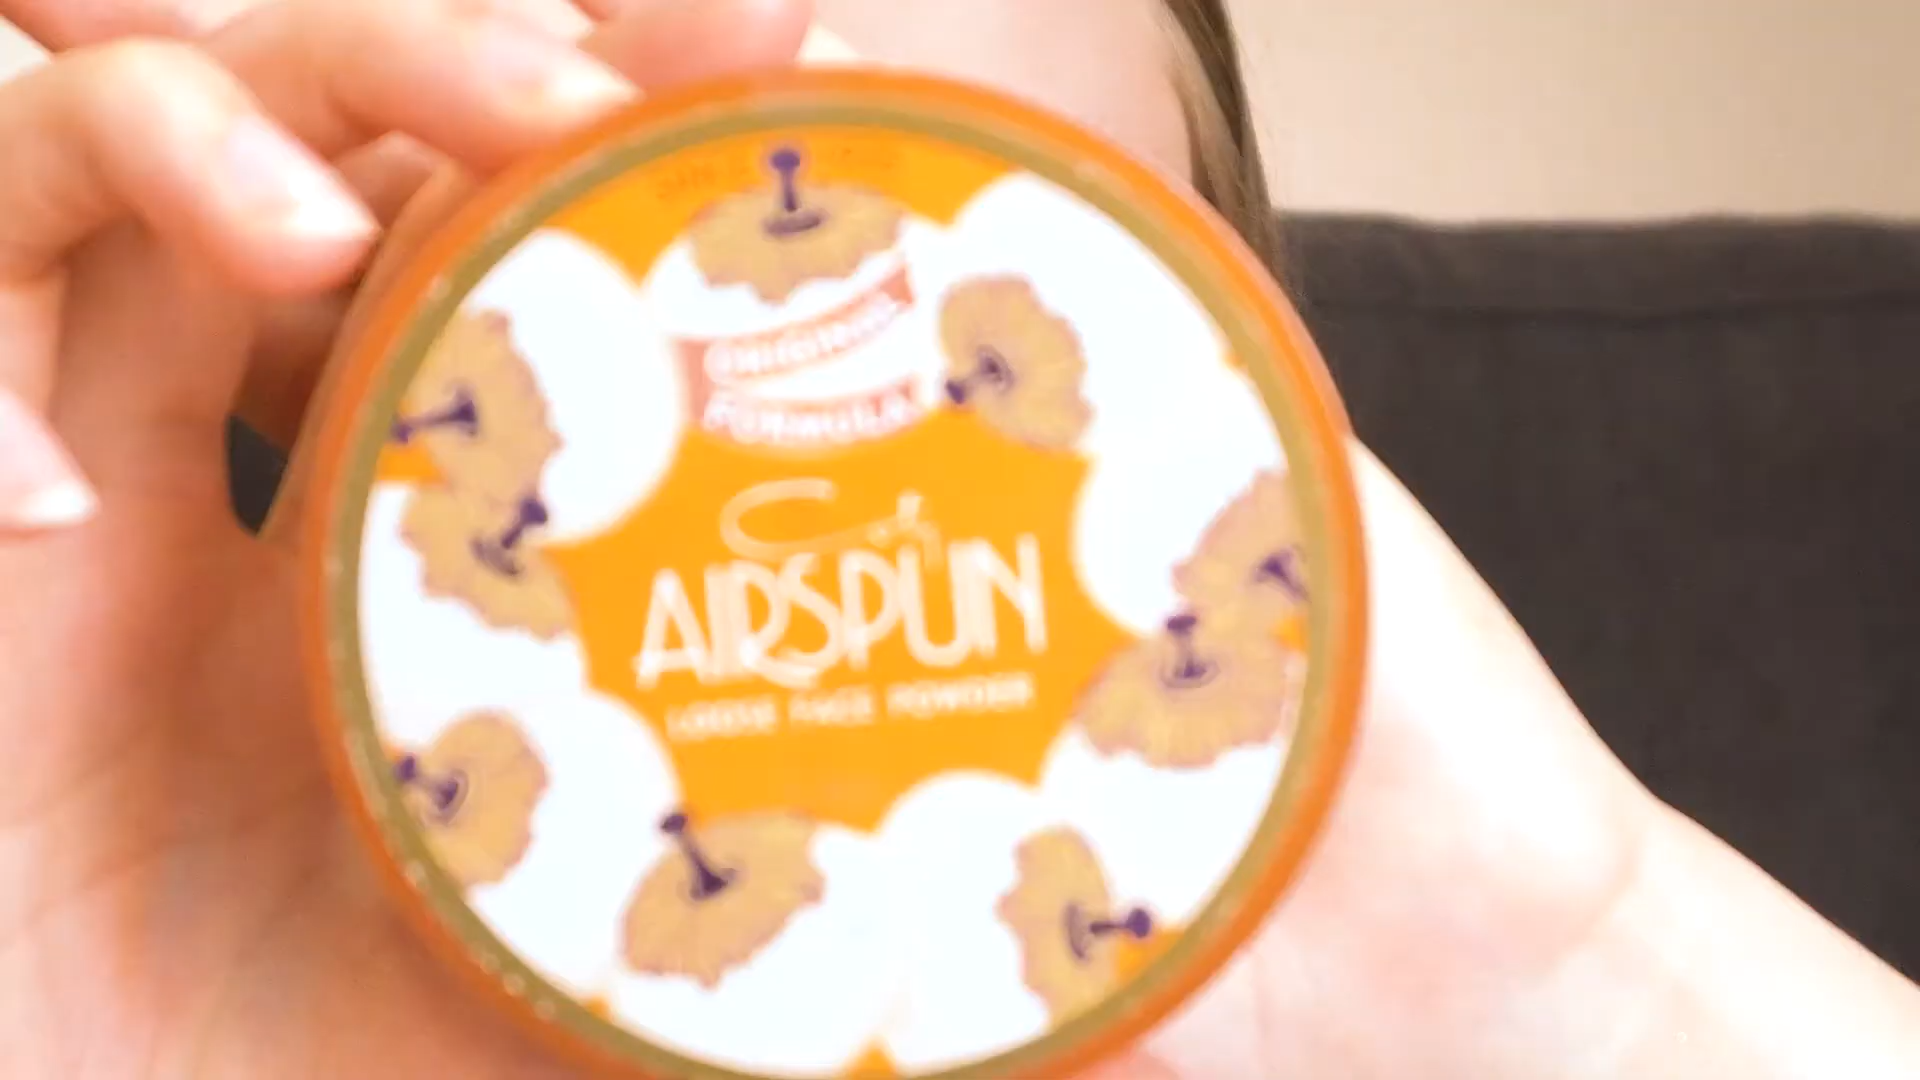 ORIGINAL
FORMULA
Coty
AIRSPUN
LOOSE FACE POWDER